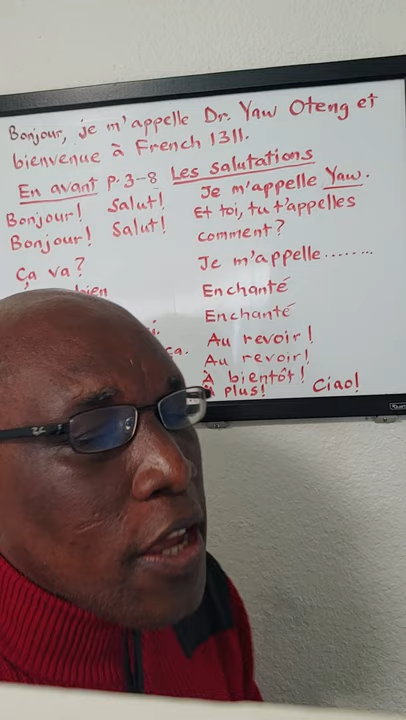 Bonjour, je m'appelle Dr. Yaw Oteng et
bienvenue à French 1311.
En avant P.3-8 Les salutations
Bonjour! Salut!
Bonjour! Salut!
Ça va?
bien
ça.
Je m'appelle Yaw.
Et toi, tu t'appelles
comment?
Je m'appelle........
Enchanté
Enchanté
Au revoir!
Au revoir!
À bientôt!
À Plus! Ciao!